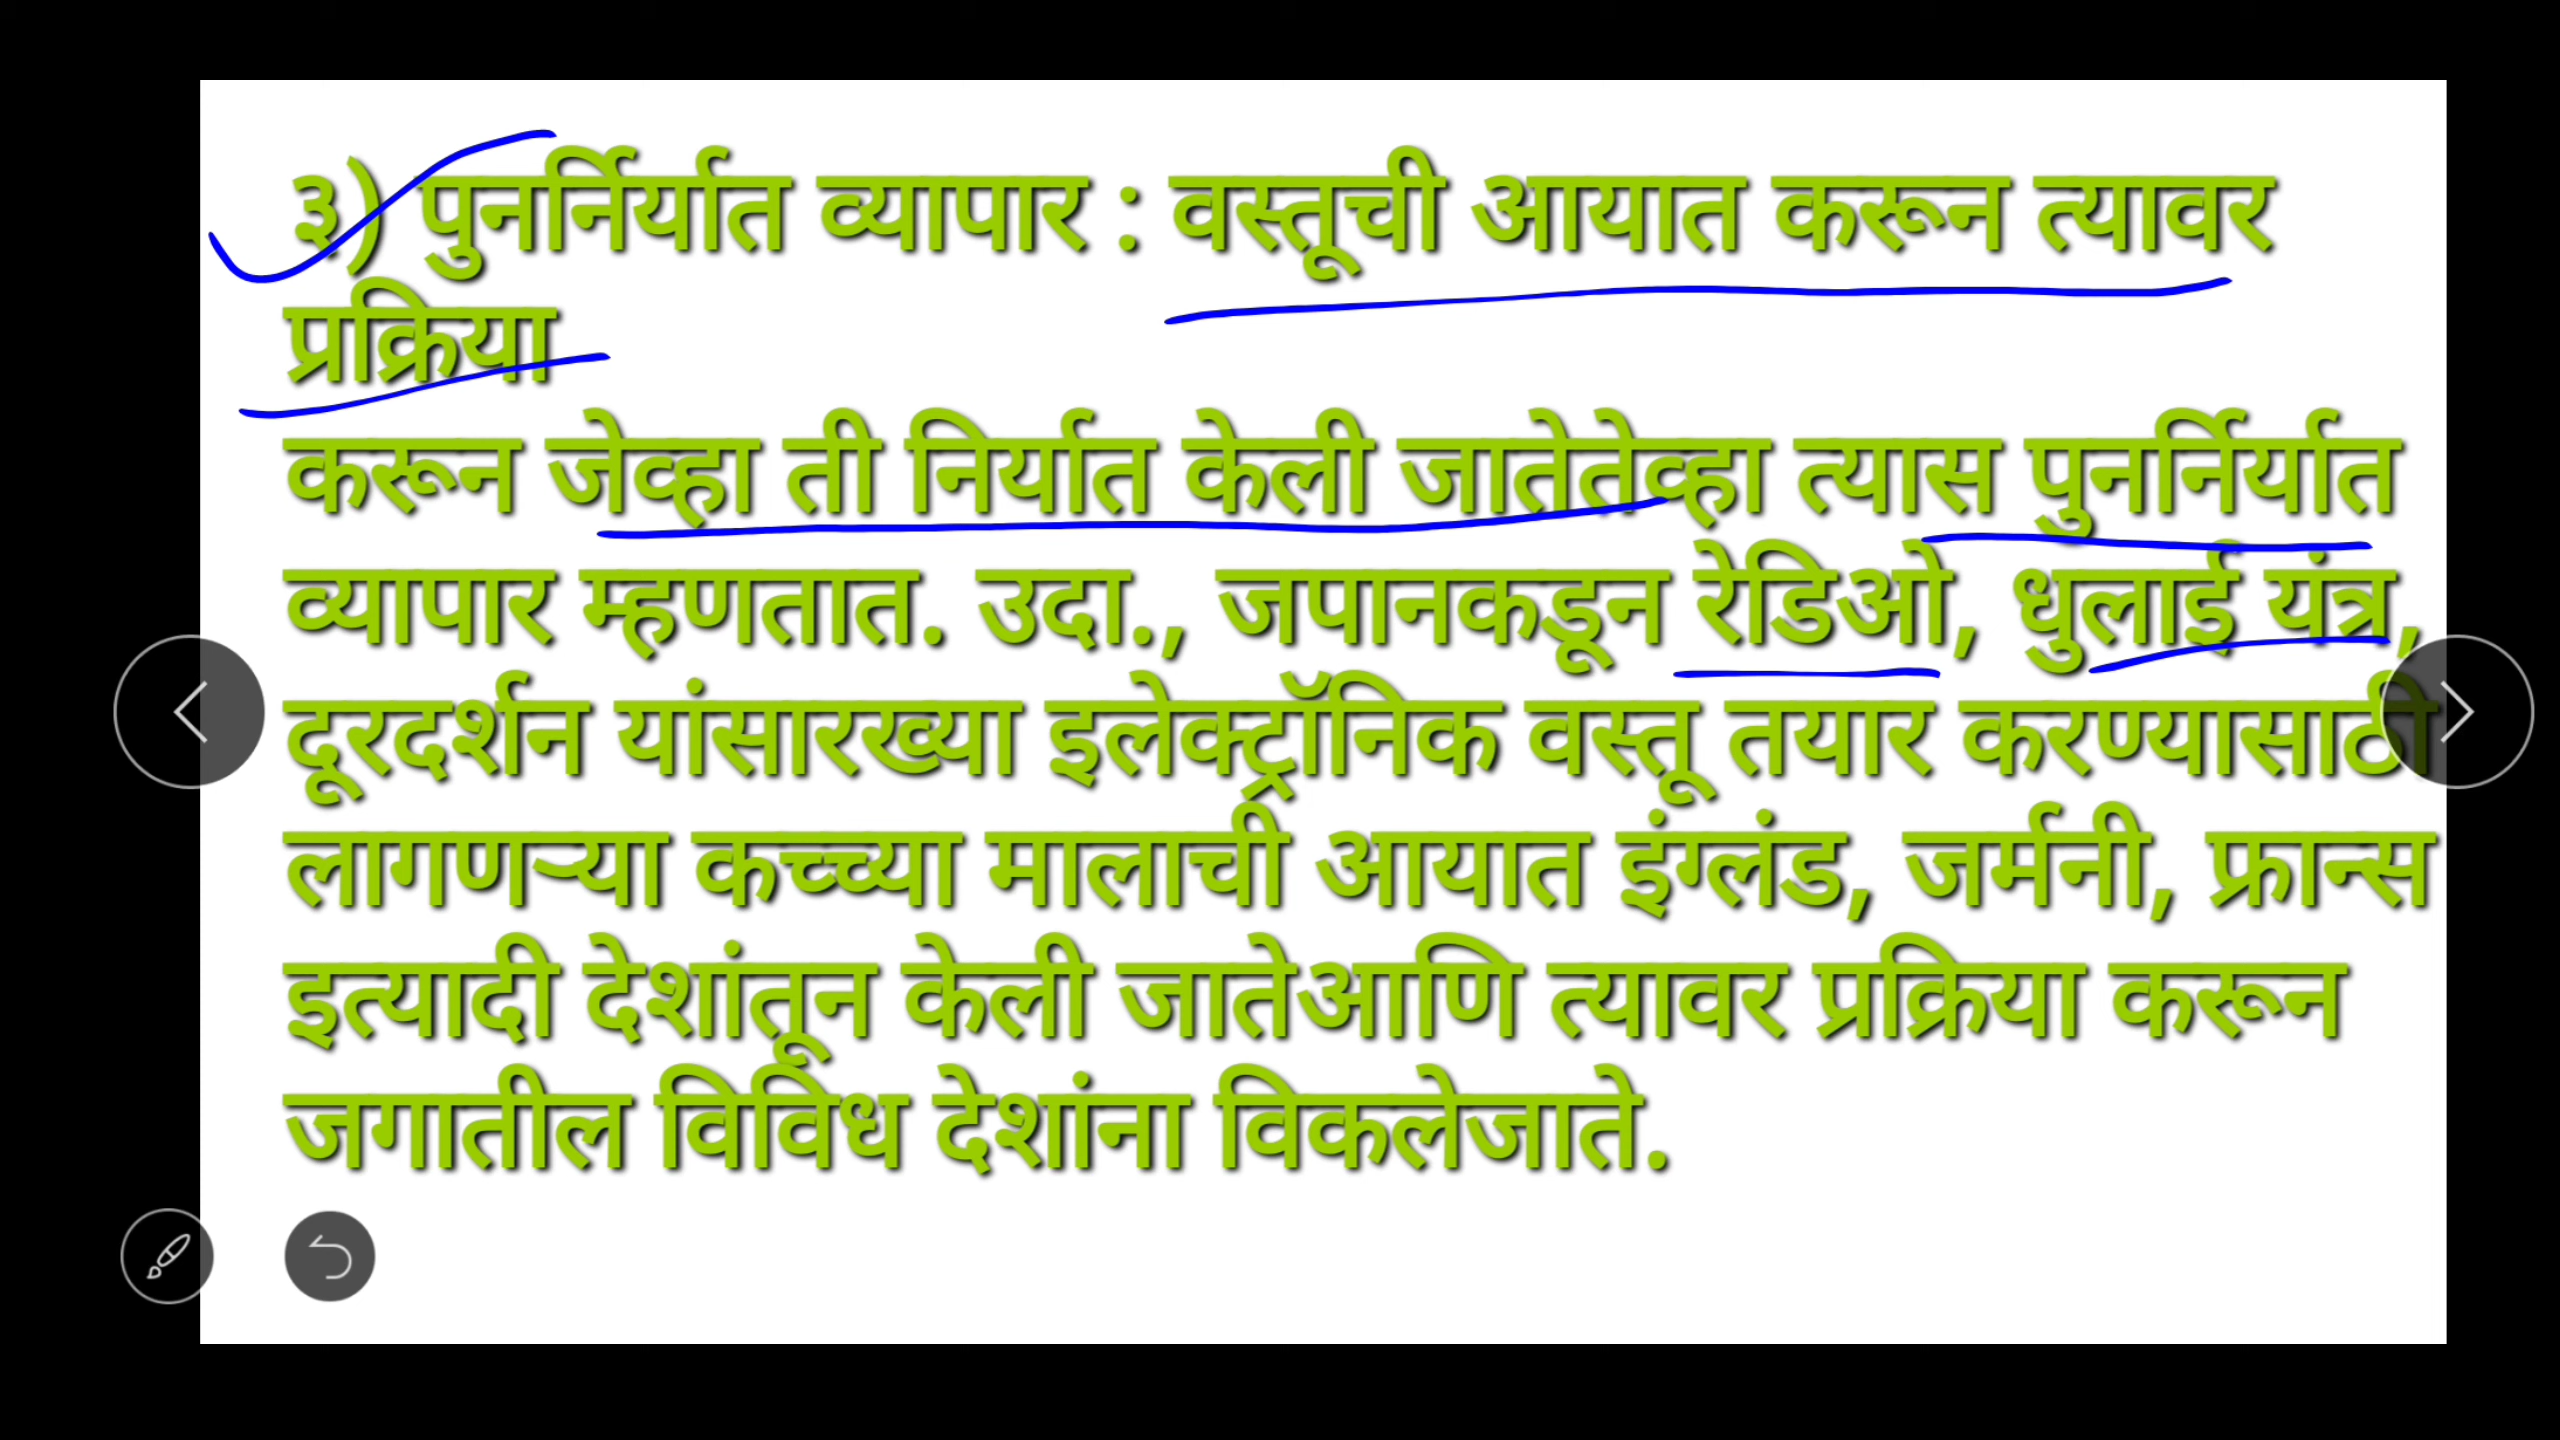 ३) पुनर्निर्यात व्यापार : वस्तूची आयात करून त्यावर
प्रक्रिया
करून जेव्हा ती निर्यात केली जातेतेव्हा त्यास पुनर्निर्यात
व्यापार म्हणतात. उदा., जपानकडून रेडिओ, धुलाई यंत्र,
दूरदर्शन यांसारख्या इलेक्ट्रॉनिक वस्तू तयार करण्यासाठी
लागणऱ्या कच्च्या मालाची आयात इंग्लंड, जर्मनी, फ्रान्स
इत्यादी देशांतून केली जातेआणि त्यावर प्रक्रिया करून
जगातील विविध देशांना विकलेजाते.